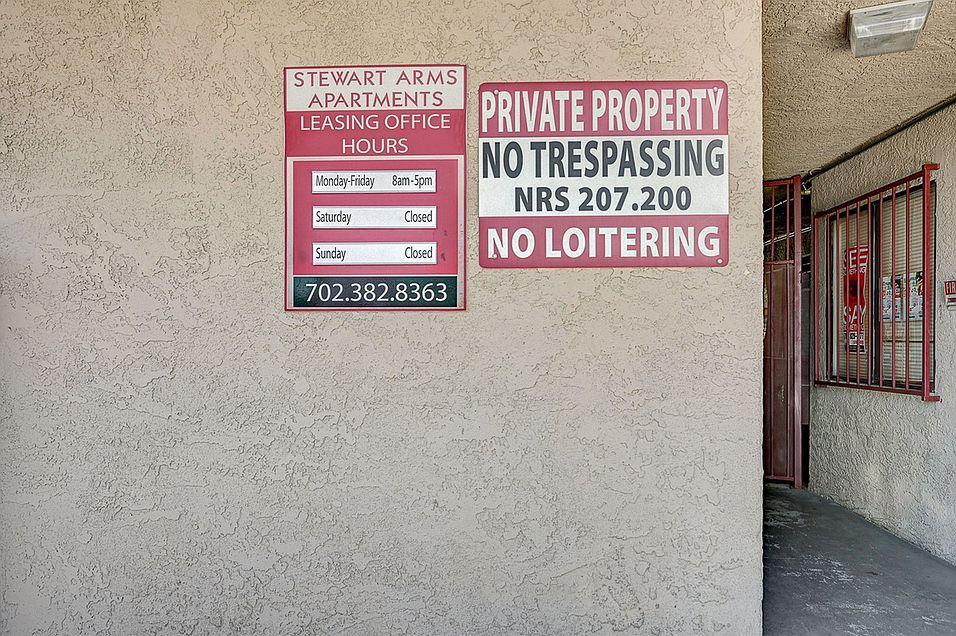 STEWART ARMS
APARTMENTS
LEASING OFFICE
HOURS
Monday-Friday 8am-5pm
Saturday Closed
Sunday Closed
702.382.8363
PRIVATE PROPERTY
NO TRESPASSING
NRS 207.200
NO LOITERING
SAY